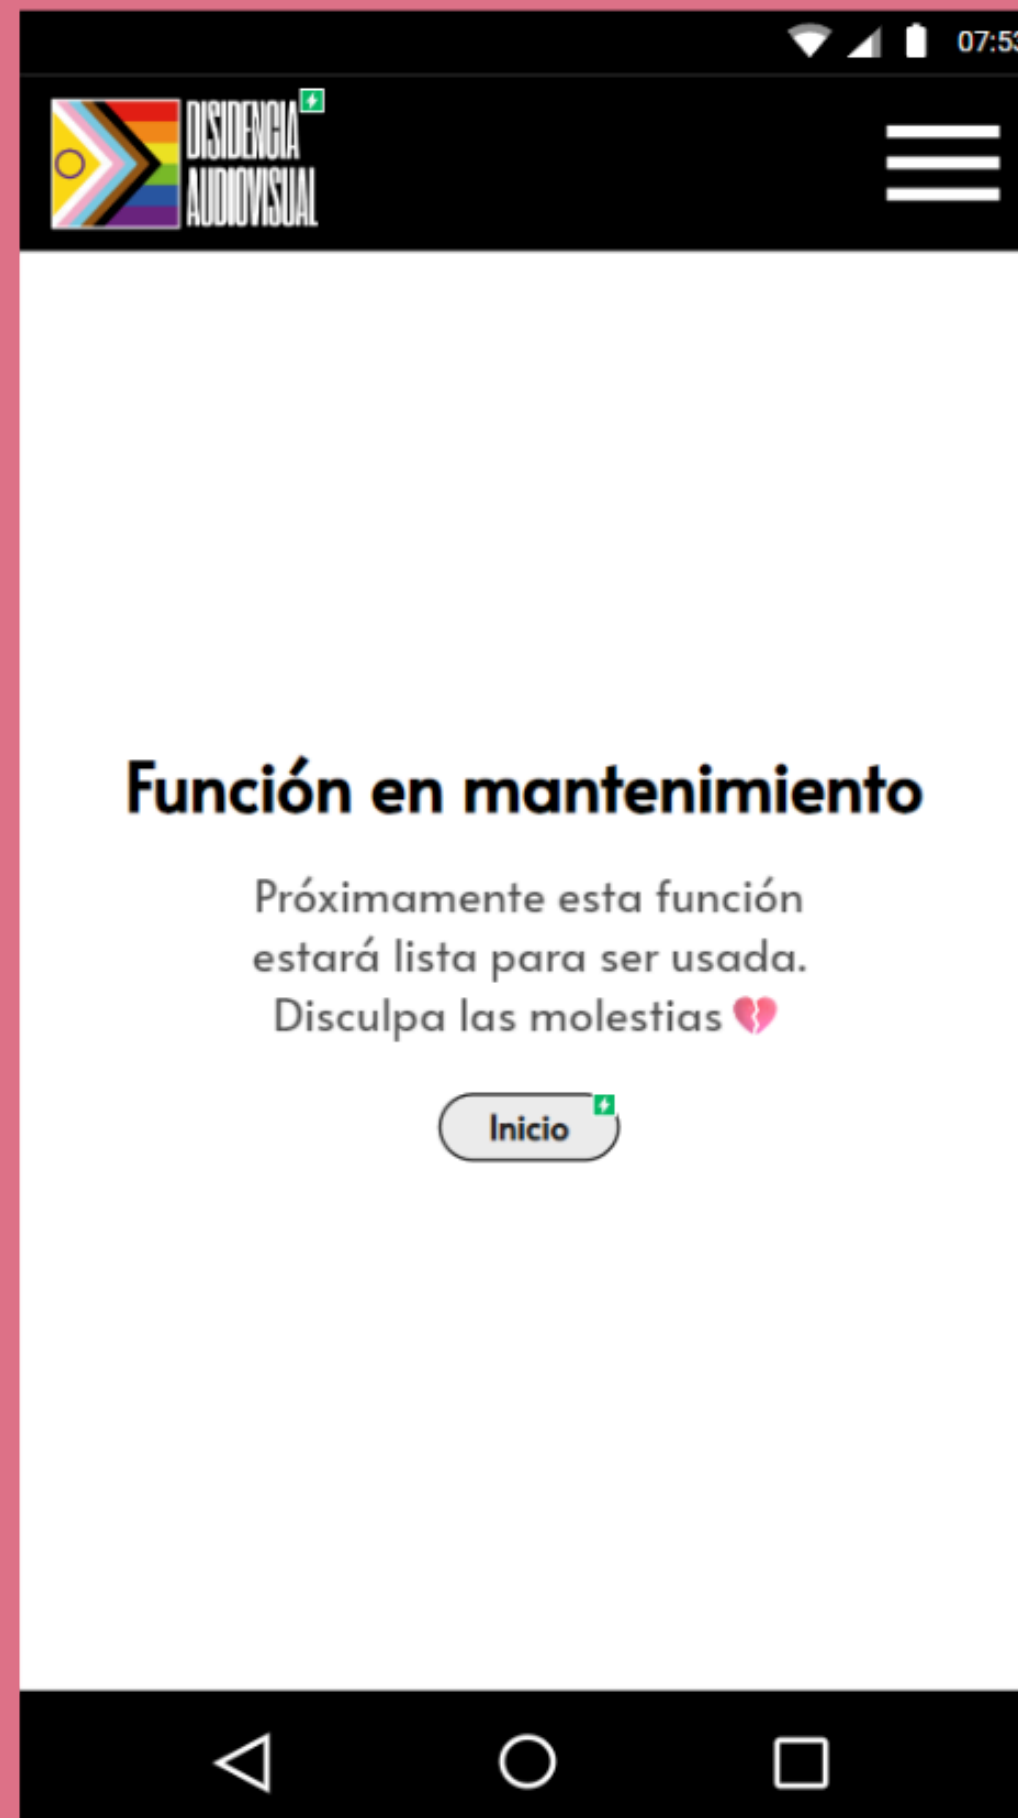 07:53
DISIDENCIA
AUDIOVISUAL
Función en mantenimiento
Próximamente esta función
estará lista para ser usada.
Disculpa las molestias 💔
Inicio